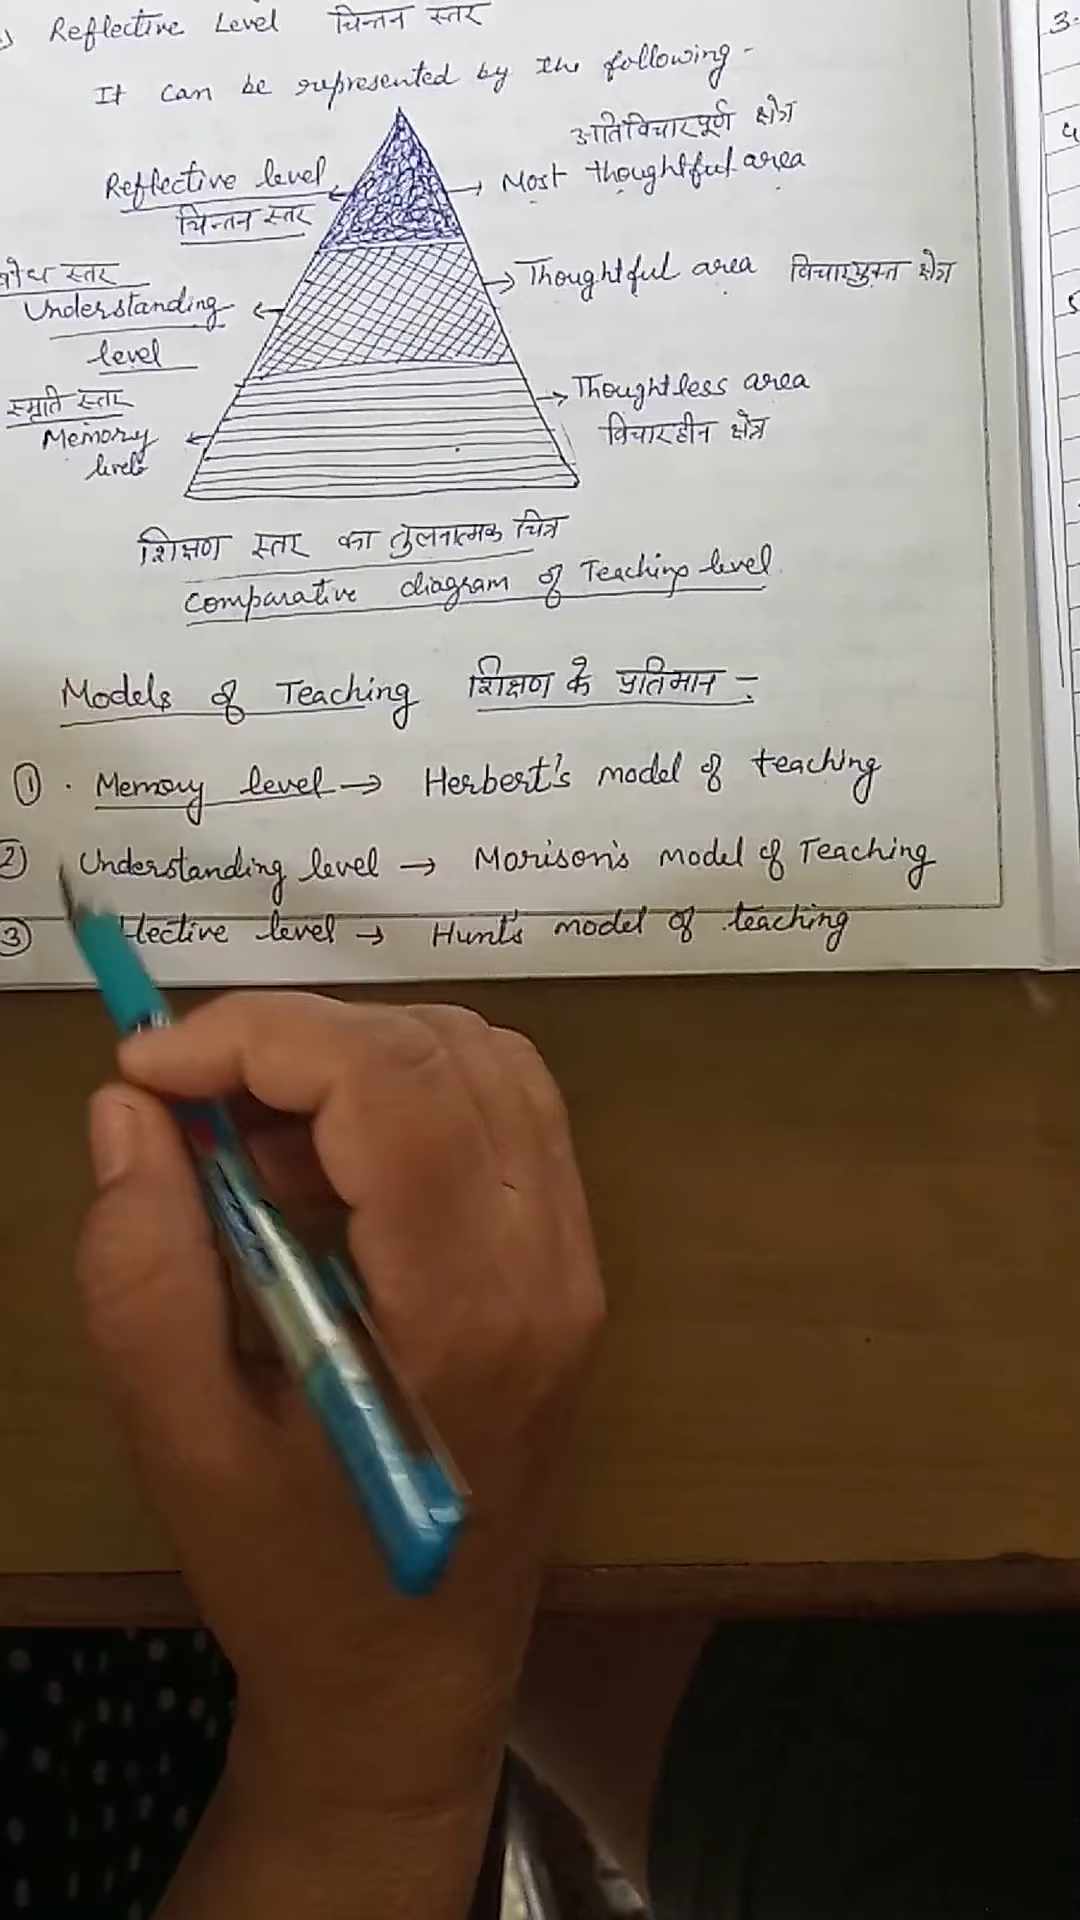 Reflective Level चिन्तन स्तर
It can be represented by the following -
अतिविचारपूर्ण क्षेत्र
Reflective level
Most thoughtful area
चिन्तन स्तर
स्तर
Thoughtful area विचारयुक्त क्षेत्र
Understanding
level
स्मृति स्तर
Thoughtless area
Memory
विचारहीन क्षेत्र
level
शिक्षण स्तर का तुलनात्मक चित्र
Comparative diagram of Teaching level
Models of Teaching शिक्षण के प्रतिमान -
① . Memory level → Herbert's model of teaching
2) Understanding level → Morison's model of Teaching
③ flective level → Hunt's model of teaching
3-